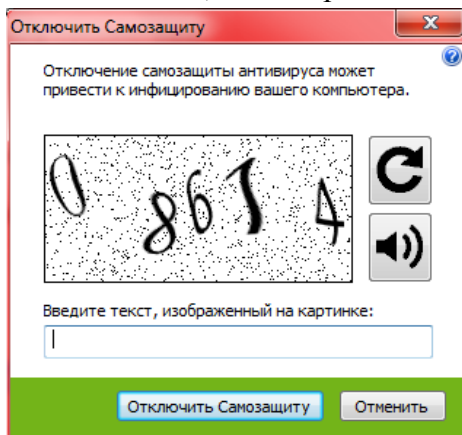 Отключить Самозащиту
Отключение самозащиты антивируса может
привести к инфицированию вашего компьютера.
Введите текст, изображенный на картинке:
Отключить Самозащиту Отменить